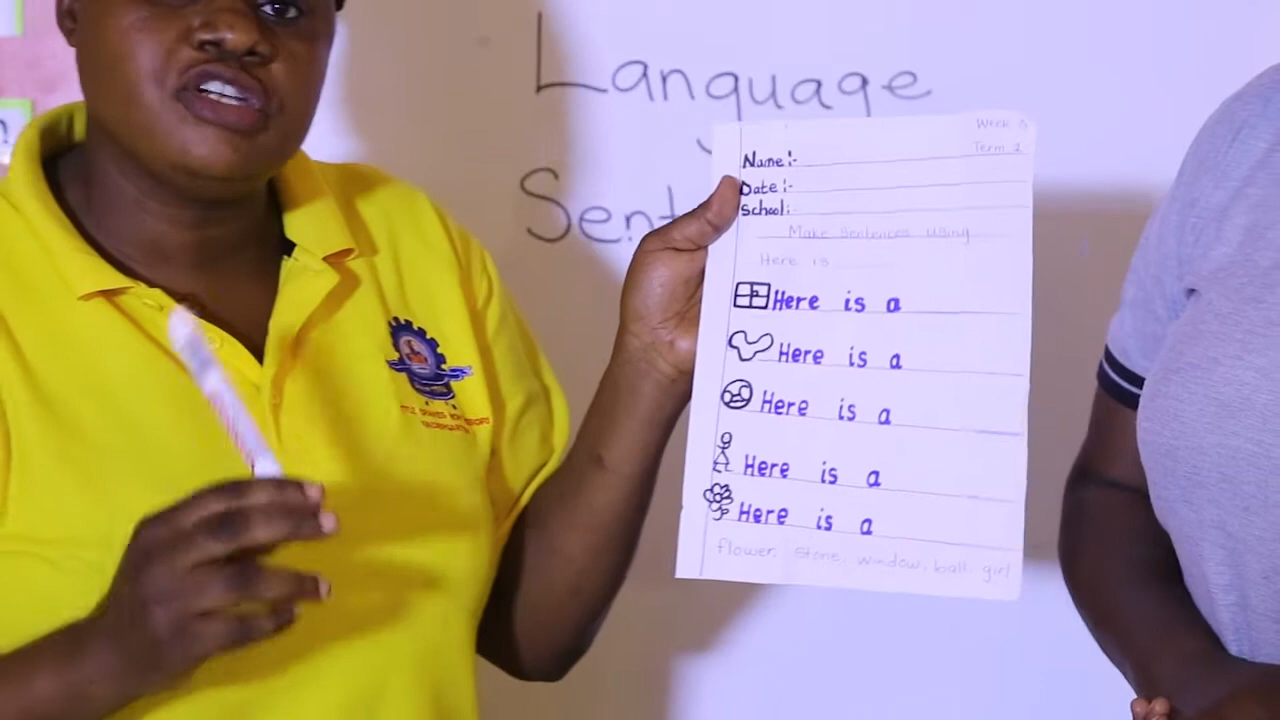 Language
Sent
Week
Term 1
Name:-
Date:-
School:-
Make sentences using
Here is
Here is a
Here is a
Here is a
Here is a
Here is a
flower, stone, window, ball, girl